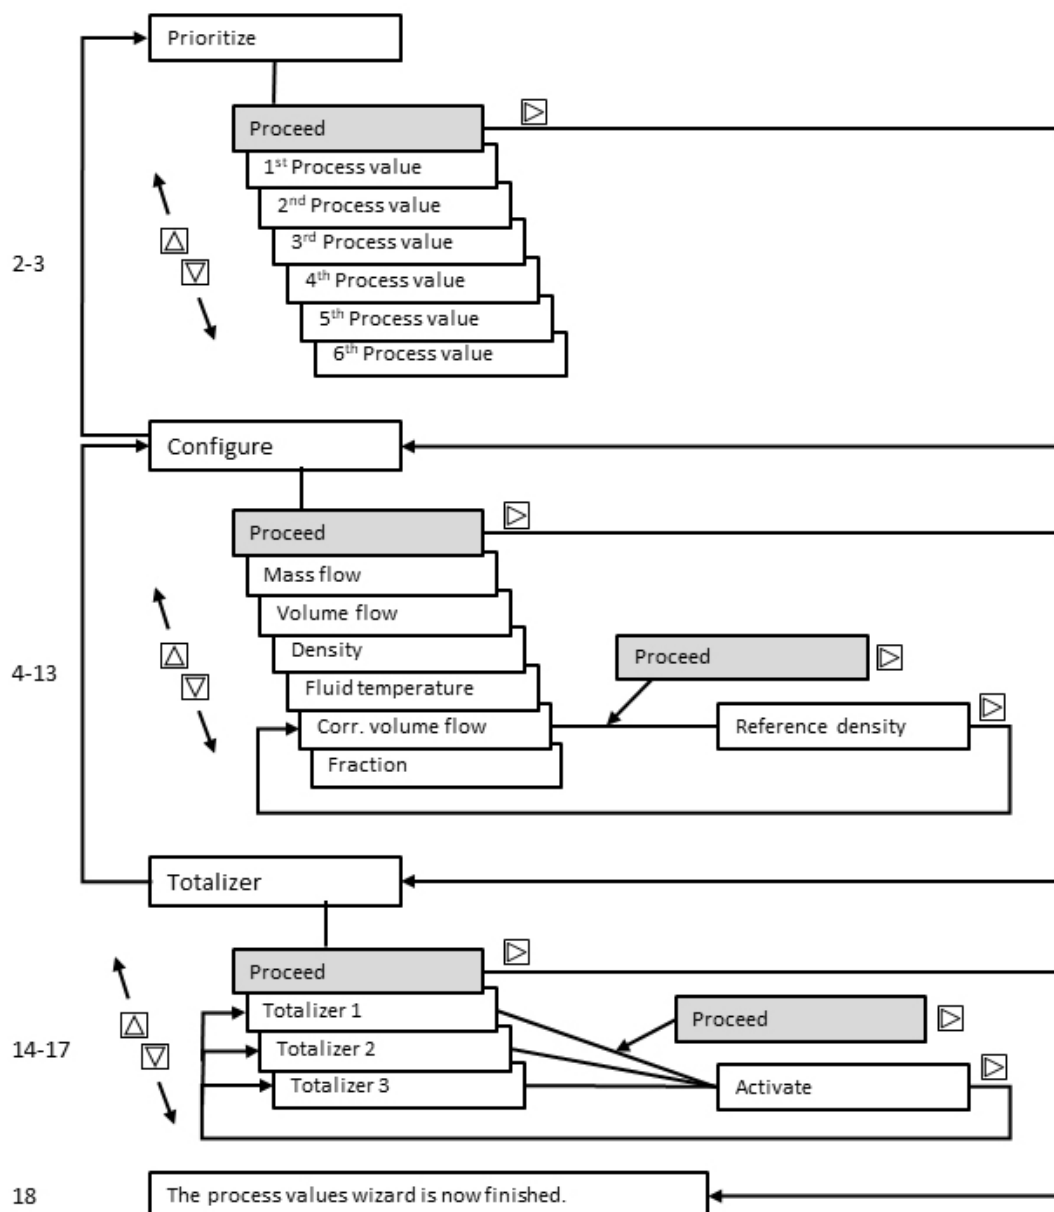 Prioritize
Proceed
1st Process value
2nd Process value
2-3
3rd Process value
4th Process value
5th Process value
6th Process value
Configure
Proceed
Mass flow
Volume flow
Density
Proceed
4-13
Fluid temperature
Corr. volume flow
Reference density
Fraction
Totalizer
Proceed
Totalizer 1
Proceed
14-17
Totalizer 2
Totalizer 3
Activate
18
The process values wizard is now finished.